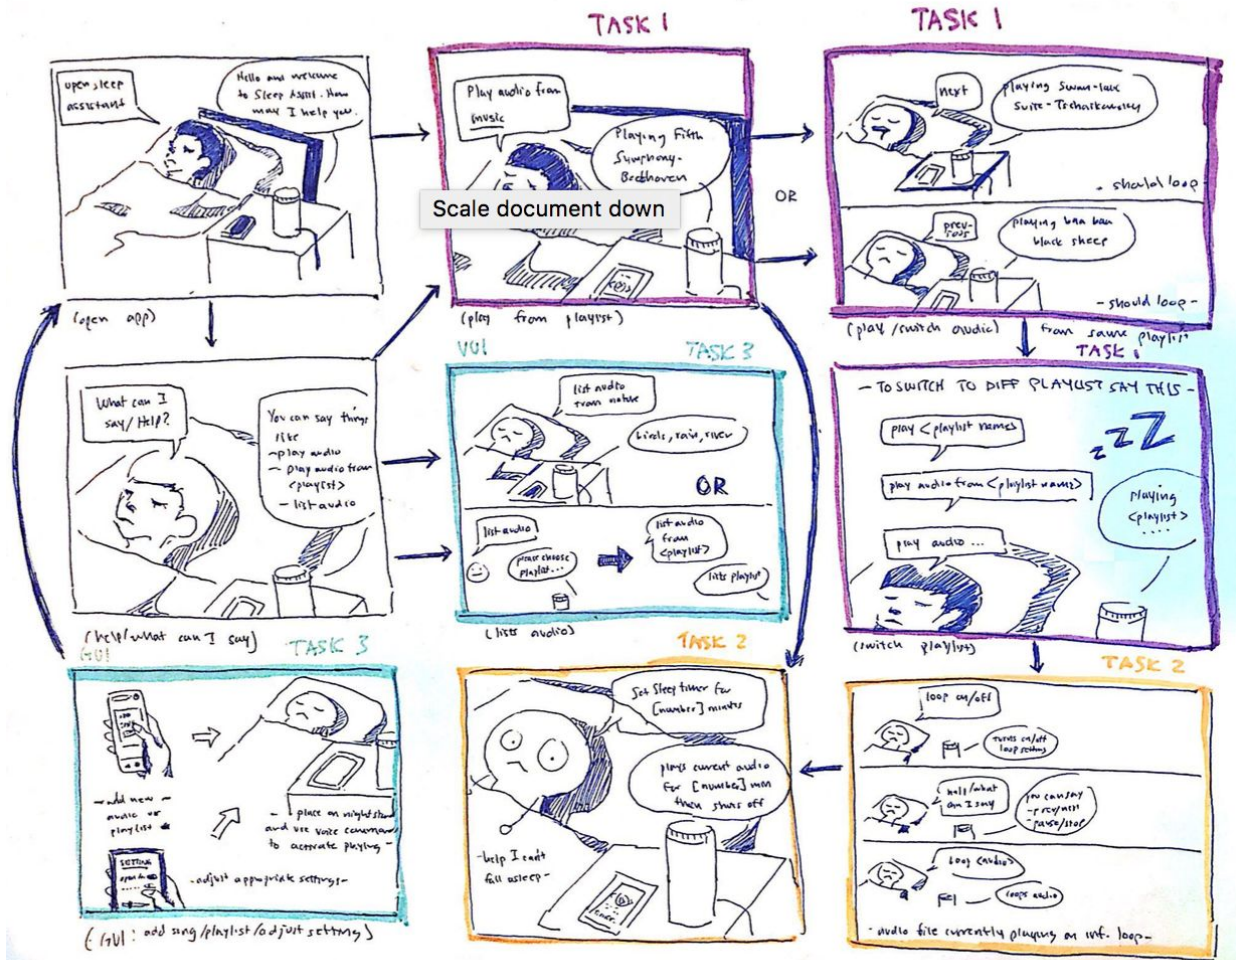 TASK 1
TASK 1
open sleep
assistant
Hello and welcome
to Sleep Assist. How
may I help you.
(open app)
Play audio from
music
Playing Fifth
Symphony-
Beethoven
Scale document down
(play from playlist)
OR
next
playing Swan-lake
Suite-Tschaikowsky
- should loop
prev-
ious
playing baa baa
black sheep
- should loop -
(play/switch audio) from same playlist
What can I
say/Help?
You can say things
like
- play audio
- play audio from
<playlist>
- list audio
(help/what can I say)
VUI
TASK 3
list audio
from nature
birds, rain, river
OR
list audio
please choose
playlist...
list audio
from
<playlist>
lists playlist
(lists audio)
TASK 1
- TO SWITCH TO DIFF PLAYLIST SAY THIS -
play <playlist name>
zzZ
play audio from <playlist name>
playing
<playlist>
....
play audio ...
(switch playlist)
GUI
TASK 3
- add new -
audio or
playlist
SETTING
- place on nightstand
and use voice command
to activate playing -
- adjust appropriate settings -
(GUI: add song/playlist/adjust setting)
TASK 2
Set Sleep timer for
[number] minutes
plays current audio
for [number] min
then shuts off
- help I can't
fall asleep -
TASK 2
loop on/off
turns on/off
loop setting
help/what
can I say
you can say
- prev/next
- pause/stop
loop <audio>
loops audio
- audio file currently playing on inf. loop -